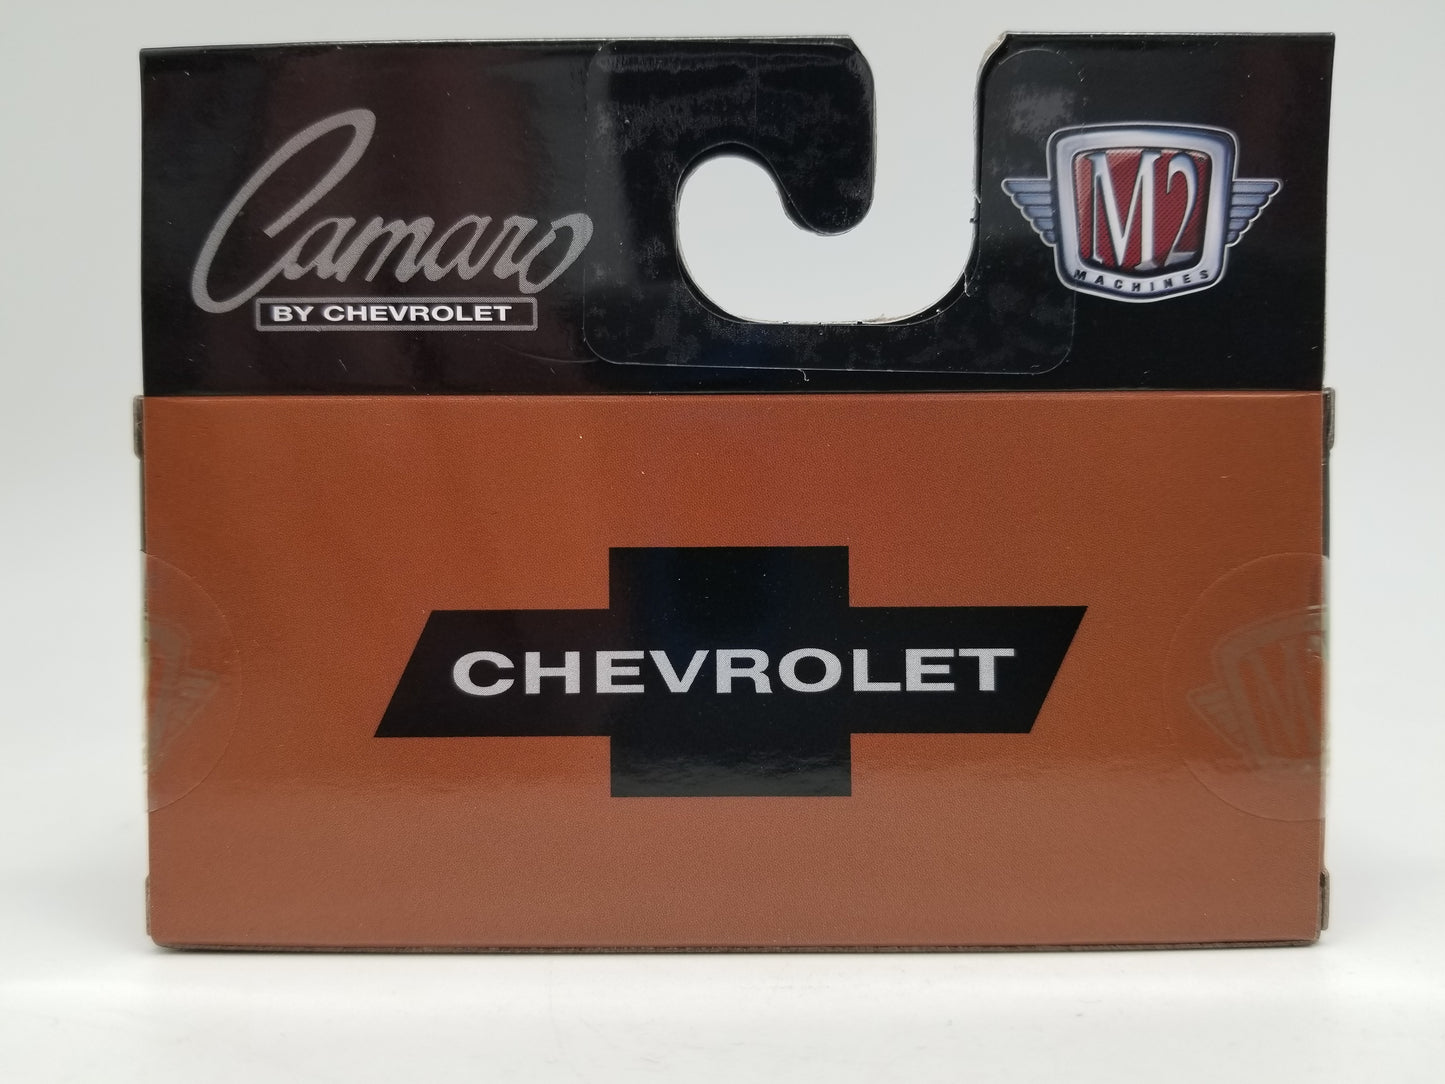 Camaro
BY CHEVROLET
M2
MACHINES
CHEVROLET
M